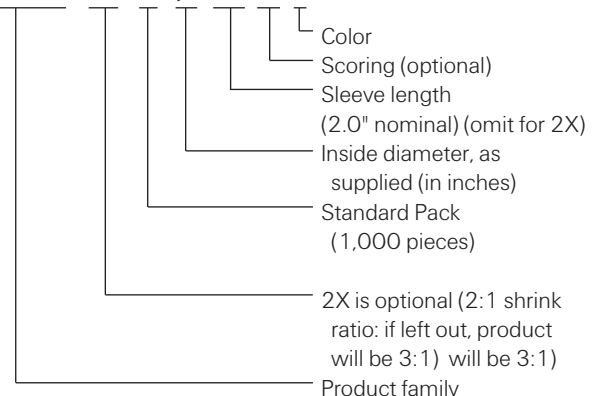 Color
Scoring (optional)
Sleeve length
(2.0" nominal) (omit for 2X)
Inside diameter, as
supplied (in inches)
Standard Pack
(1,000 pieces)
2X is optional (2:1 shrink
ratio: if left out, product
will be 3:1) will be 3:1)
Product family